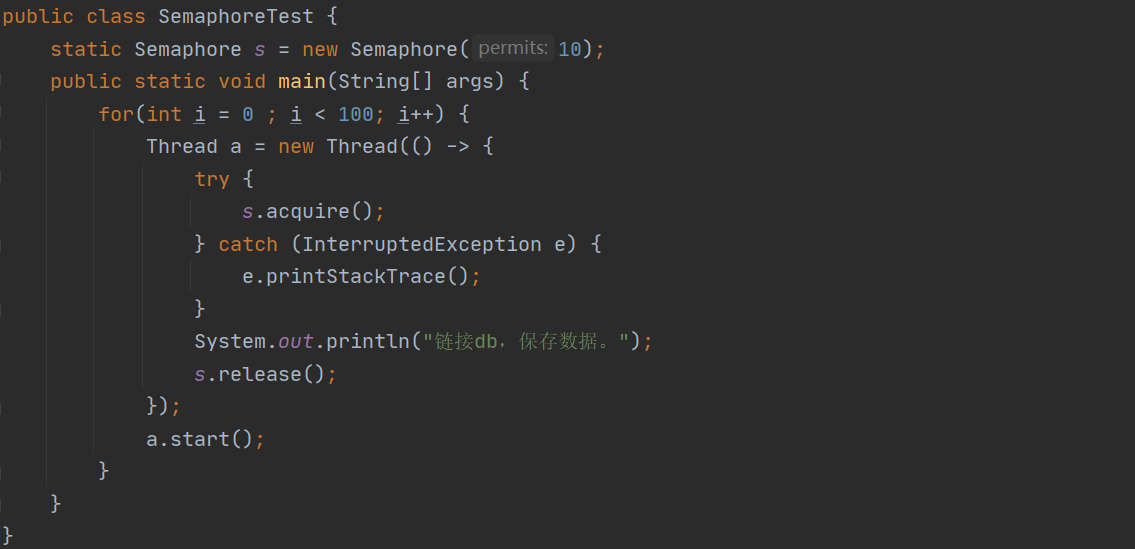 public class SemaphoreTest {
    static Semaphore s = new Semaphore( permits: 10);
    public static void main(String[] args) {
        for(int i = 0 ; i < 100; i++) {
            Thread a = new Thread(() -> {
                try {
                    s.acquire();
                } catch (InterruptedException e) {
                    e.printStackTrace();
                }
                System.out.println("链接db，保存数据。");
                s.release();
            });
            a.start();
        }
    }
}